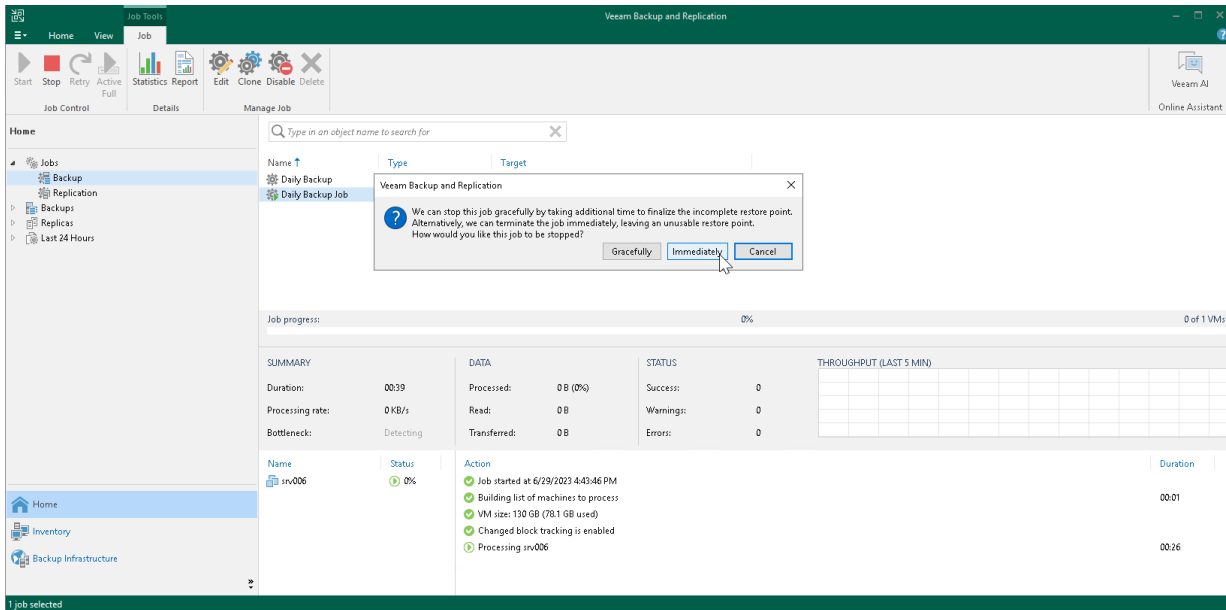 Job Tools
Veeam Backup and Replication
Home View Job
Start Stop Retry Active Full
Statistics Report
Edit Clone Disable Delete
Veeam AI
Job Control Details Manage Job Online Assistant
Home
Type in an object name to search for
Jobs
Backup
Replication
Backups
Replicas
Last 24 Hours
Name Type Target
Daily Backup
Daily Backup Job
Veeam Backup and Replication
We can stop this job gracefully by taking additional time to finalize the incomplete restore point.
Alternatively, we can terminate the job immediately, leaving an unusable restore point.
How would you like this job to be stopped?
Gracefully Immediately Cancel
Job progress: 0% 0 of 1 VMs
SUMMARY DATA STATUS THROUGHPUT (LAST 5 MIN)
Duration: 00:39 Processed: 0 B (0%) Success: 0
Processing rate: 0 KB/s Read: 0 B Warnings: 0
Bottleneck: Detecting Transferred: 0 B Errors: 0
Name Status Action Duration
srv006 0% Job started at 6/29/2023 4:43:46 PM
Building list of machines to process 00:01
VM size: 130 GB (78.1 GB used)
Changed block tracking is enabled
Processing srv006 00:26
Home
Inventory
Backup Infrastructure
1 job selected